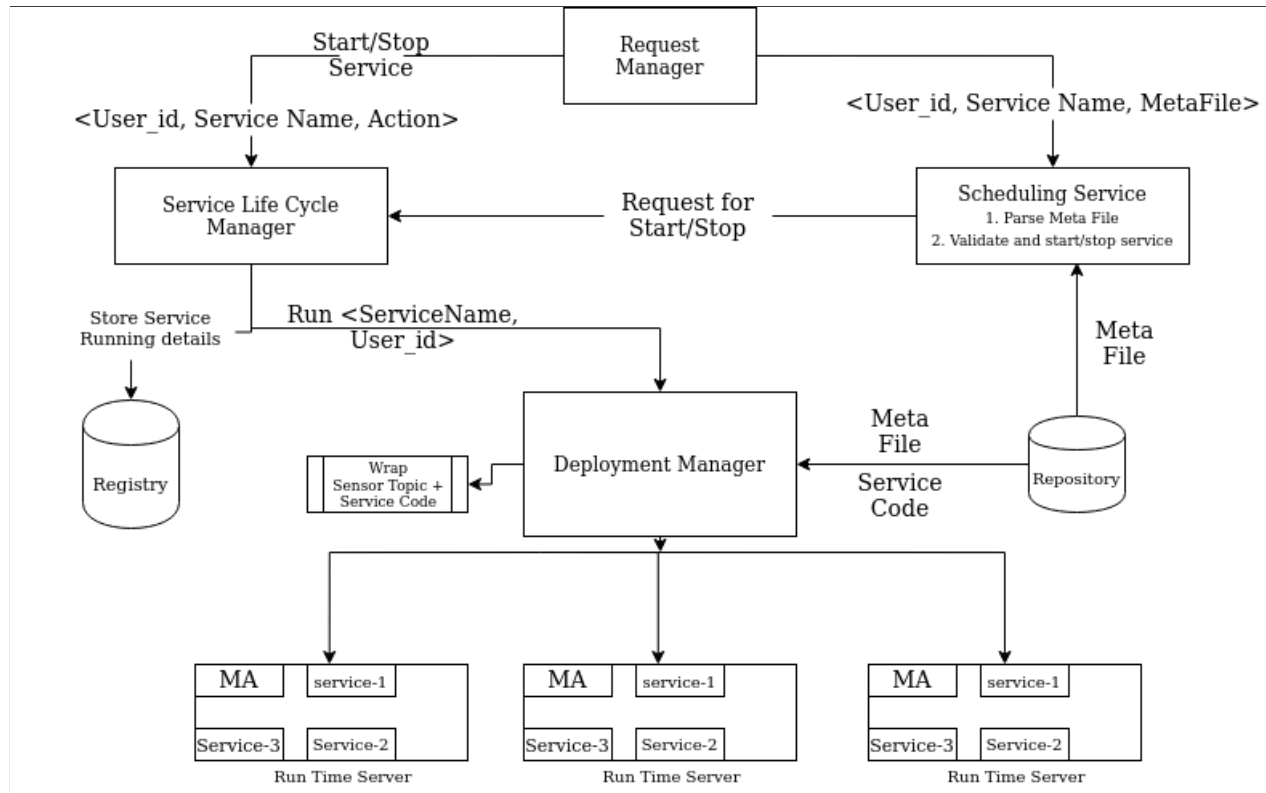 Start/Stop
Service
Request
Manager
<User_id, Service Name, Action>
<User_id, Service Name, MetaFile>
Service Life Cycle
Manager
Request for
Start/Stop
Scheduling Service
1. Parse Meta File
2. Validate and start/stop service
Store Service
Running details
Run <ServiceName,
User_id>
Meta
File
Registry
Wrap
Sensor Topic +
Service Code
Deployment Manager
Meta
File
Service
Code
Repository
MA
service-1
Service-3
Service-2
Run Time Server
MA
service-1
Service-3
Service-2
Run Time Server
MA
service-1
Service-3
Service-2
Run Time Server